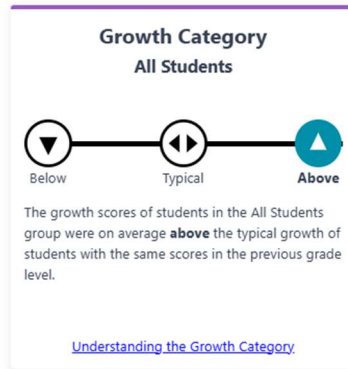 Growth Category
All Students
Below
Typical
Above
The growth scores of students in the All Students
group were on average above the typical growth of
students with the same scores in the previous grade
level.
Understanding the Growth Category